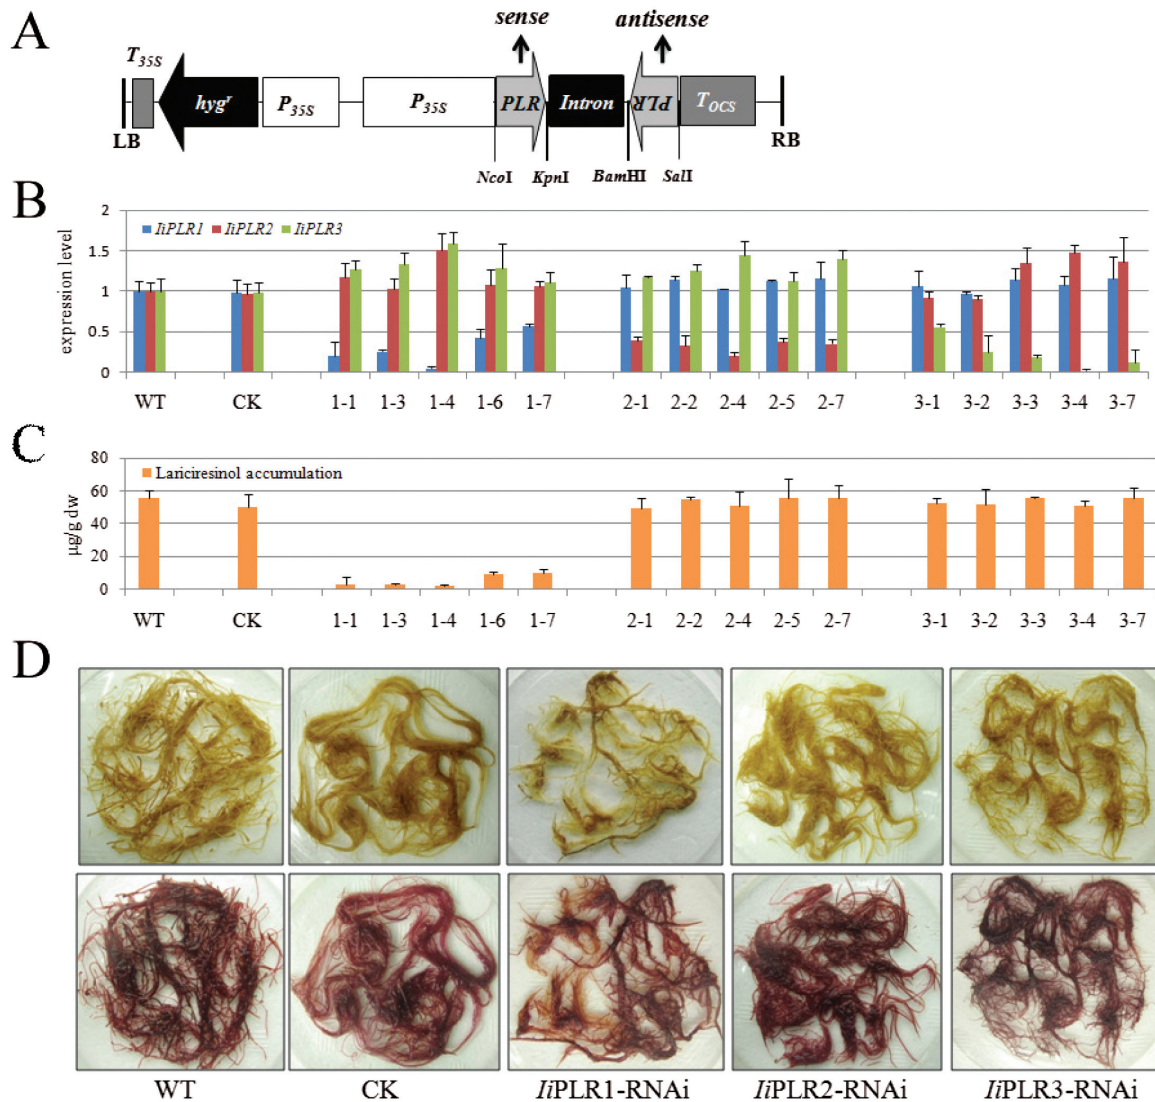 A
sense antisense
T35S
hygr P35S P35S PLR Intron PLR TOCS
LB RB
NcoI KpnI BamHI SalI
B
IiPLR1 IiPLR2 IiPLR3
expression level
2
1.5
1
0.5
0
WT CK 1-1 1-3 1-4 1-6 1-7 2-1 2-2 2-4 2-5 2-7 3-1 3-2 3-3 3-4 3-7
C
Lariciresinol accumulation
µg/g dw
80
60
40
20
0
WT CK 1-1 1-3 1-4 1-6 1-7 2-1 2-2 2-4 2-5 2-7 3-1 3-2 3-3 3-4 3-7
D
WT CK IiPLR1-RNAi IiPLR2-RNAi IiPLR3-RNAi